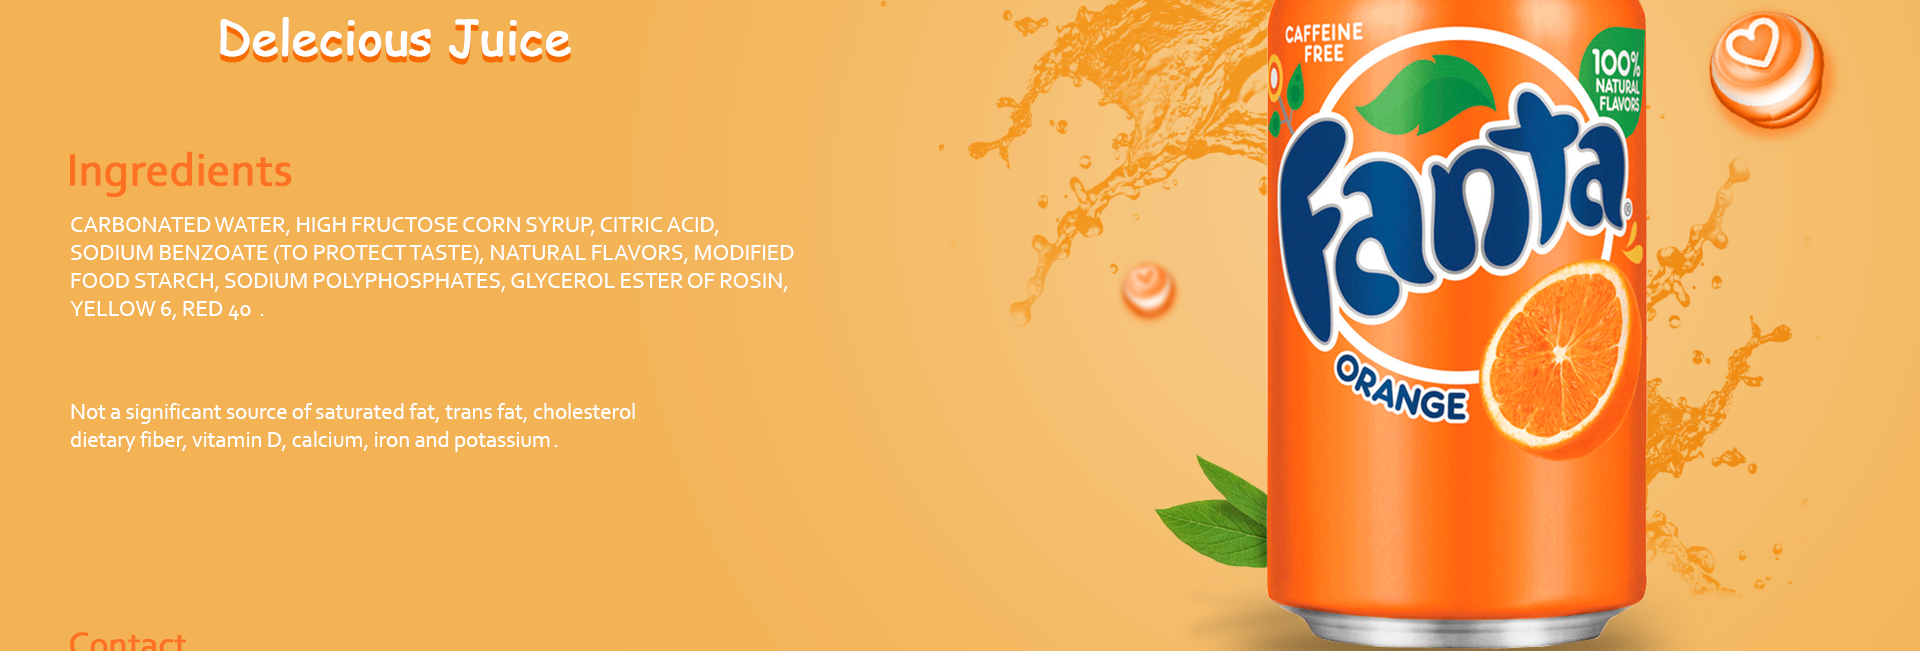 Delecious Juice
Ingredients
CARBONATED WATER, HIGH FRUCTOSE CORN SYRUP, CITRIC ACID,
SODIUM BENZOATE (TO PROTECT TASTE), NATURAL FLAVORS, MODIFIED
FOOD STARCH, SODIUM POLYPHOSPHATES, GLYCEROL ESTER OF ROSIN,
YELLOW 6, RED 40 .
Not a significant source of saturated fat, trans fat, cholesterol
dietary fiber, vitamin D, calcium, iron and potassium .
Contact
CAFFEINE
FREE
100%
NATURAL
FLAVORS
Fanta®
ORANGE